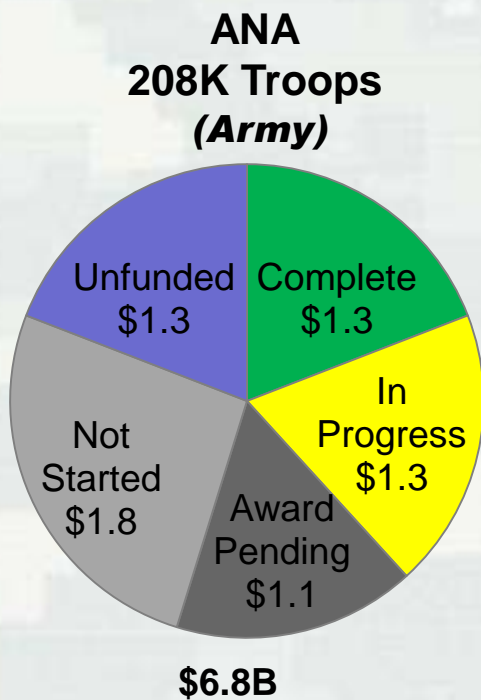 ANA
208K Troops
(Army)
Unfunded
$1.3
Complete
$1.3
In
Progress
$1.3
Not
Started
$1.8
Award
Pending
$1.1
$6.8B